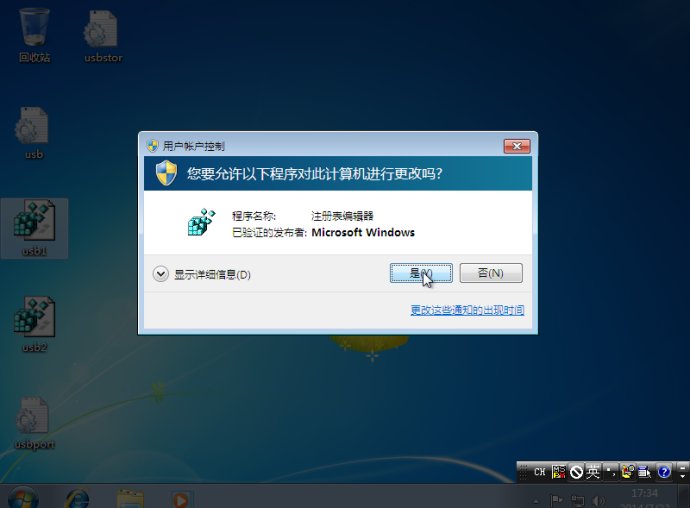 回收站
usbstor
usb
usb1
usb2
usbport
用户帐户控制
您要允许以下程序对此计算机进行更改吗?
程序名称: 注册表编辑器
已验证的发布者: Microsoft Windows
显示详细信息(D)
是(Y)
否(N)
更改这些通知的出现时间
CH 英
17:34